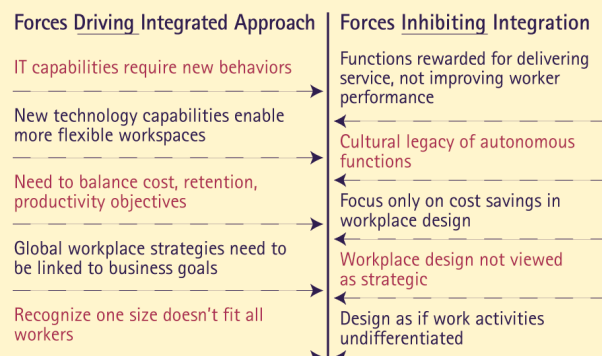 Forces Driving Integrated Approach
IT capabilities require new behaviors
New technology capabilities enable
more flexible workspaces
Need to balance cost, retention,
productivity objectives
Global workplace strategies need to
be linked to business goals
Recognize one size doesn't fit all
workers
Forces Inhibiting Integration
Functions rewarded for delivering
service, not improving worker
performance
Cultural legacy of autonomous
functions
Focus only on cost savings in
workplace design
Workplace design not viewed
as strategic
Design as if work activities
undifferentiated